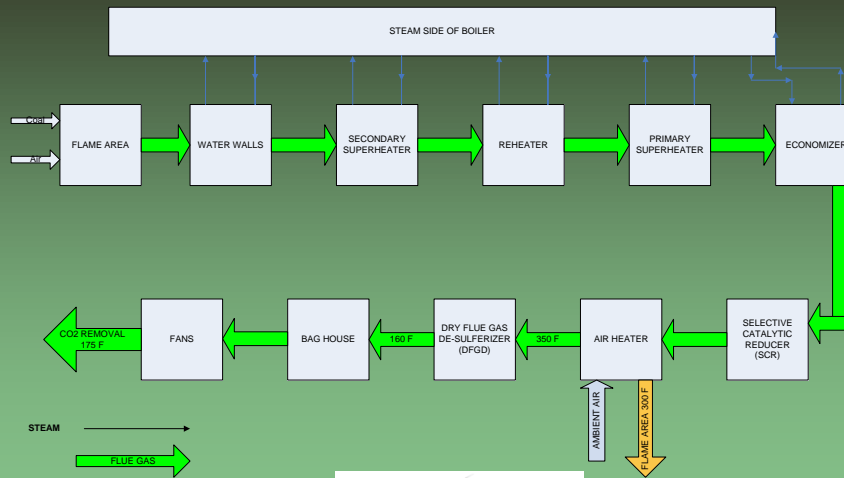 STEAM SIDE OF BOILER
Coal
Air
FLAME AREA
WATER WALLS
SECONDARY
SUPERHEATER
REHEATER
PRIMARY
SUPERHEATER
ECONOMIZER
CO2 REMOVAL
175 F
FANS
BAG HOUSE
160 F
DRY FLUE GAS
DE-SULFERIZER
(DFGD)
350 F
AIR HEATER
SELECTIVE
CATALYTIC
REDUCER
(SCR)
AMBIENT AIR
FLAME AREA 300 F
STEAM
FLUE GAS